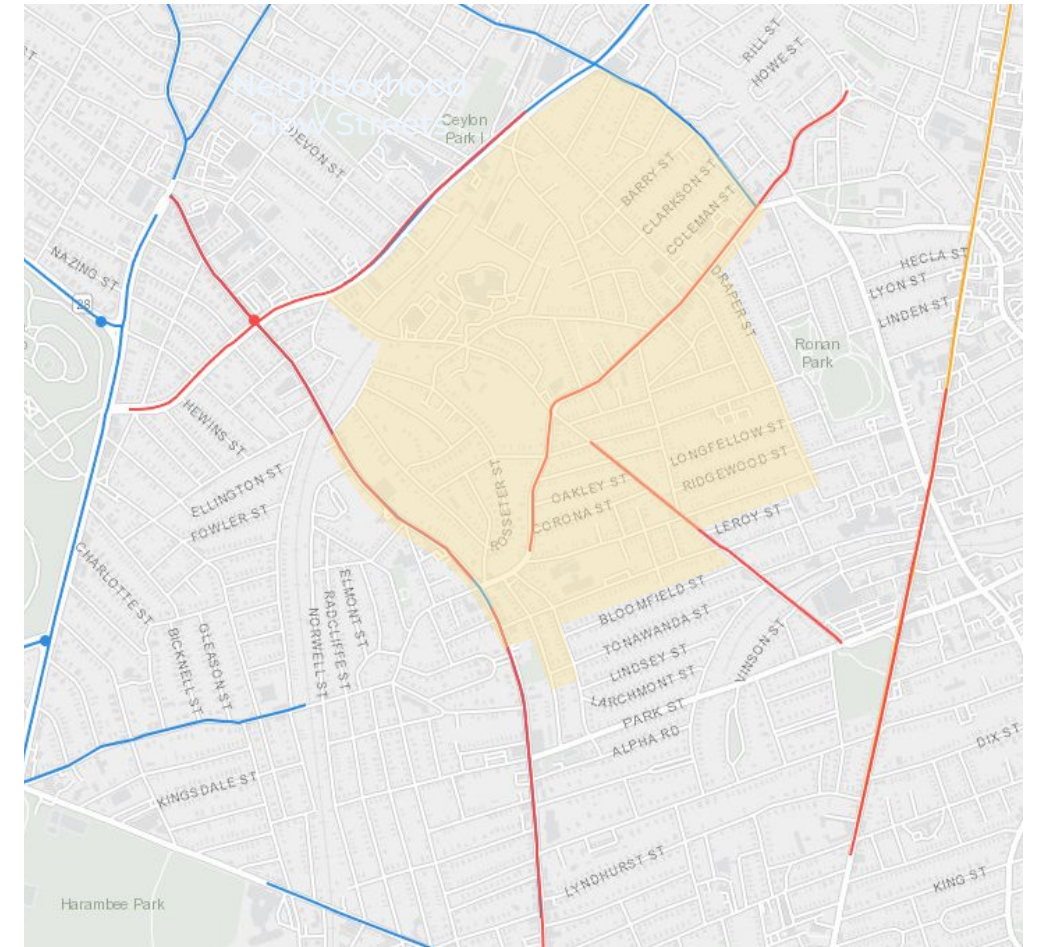 Neighborhood
Slow Streets
RILL ST
HOWE ST
Ceylon
Park I
DEVON ST
BARRY ST
CLARKSON ST
COLEMAN ST
NAZING ST
28
HECLA ST
LYON ST
LINDEN ST
DRAPER ST
Ronan
Park
HEWINS ST
LONGFELLOW ST
RIDGEWOOD ST
ELLINGTON ST
FOWLER ST
ROSSETER ST
OAKLEY ST
CORONA ST
LEROY ST
CHARLOTTE ST
ELMONT ST
RADCLIFFE ST
NORWELL ST
GLEASON ST
BICKNELL ST
BLOOMFIELD ST
TONAWANDA ST
LINDSEY ST
LARCHMONT ST
VINSON ST
PARK ST
ALPHA RD
DIX ST
KINGSDALE ST
LYNDHURST ST
KING ST
Harambee Park